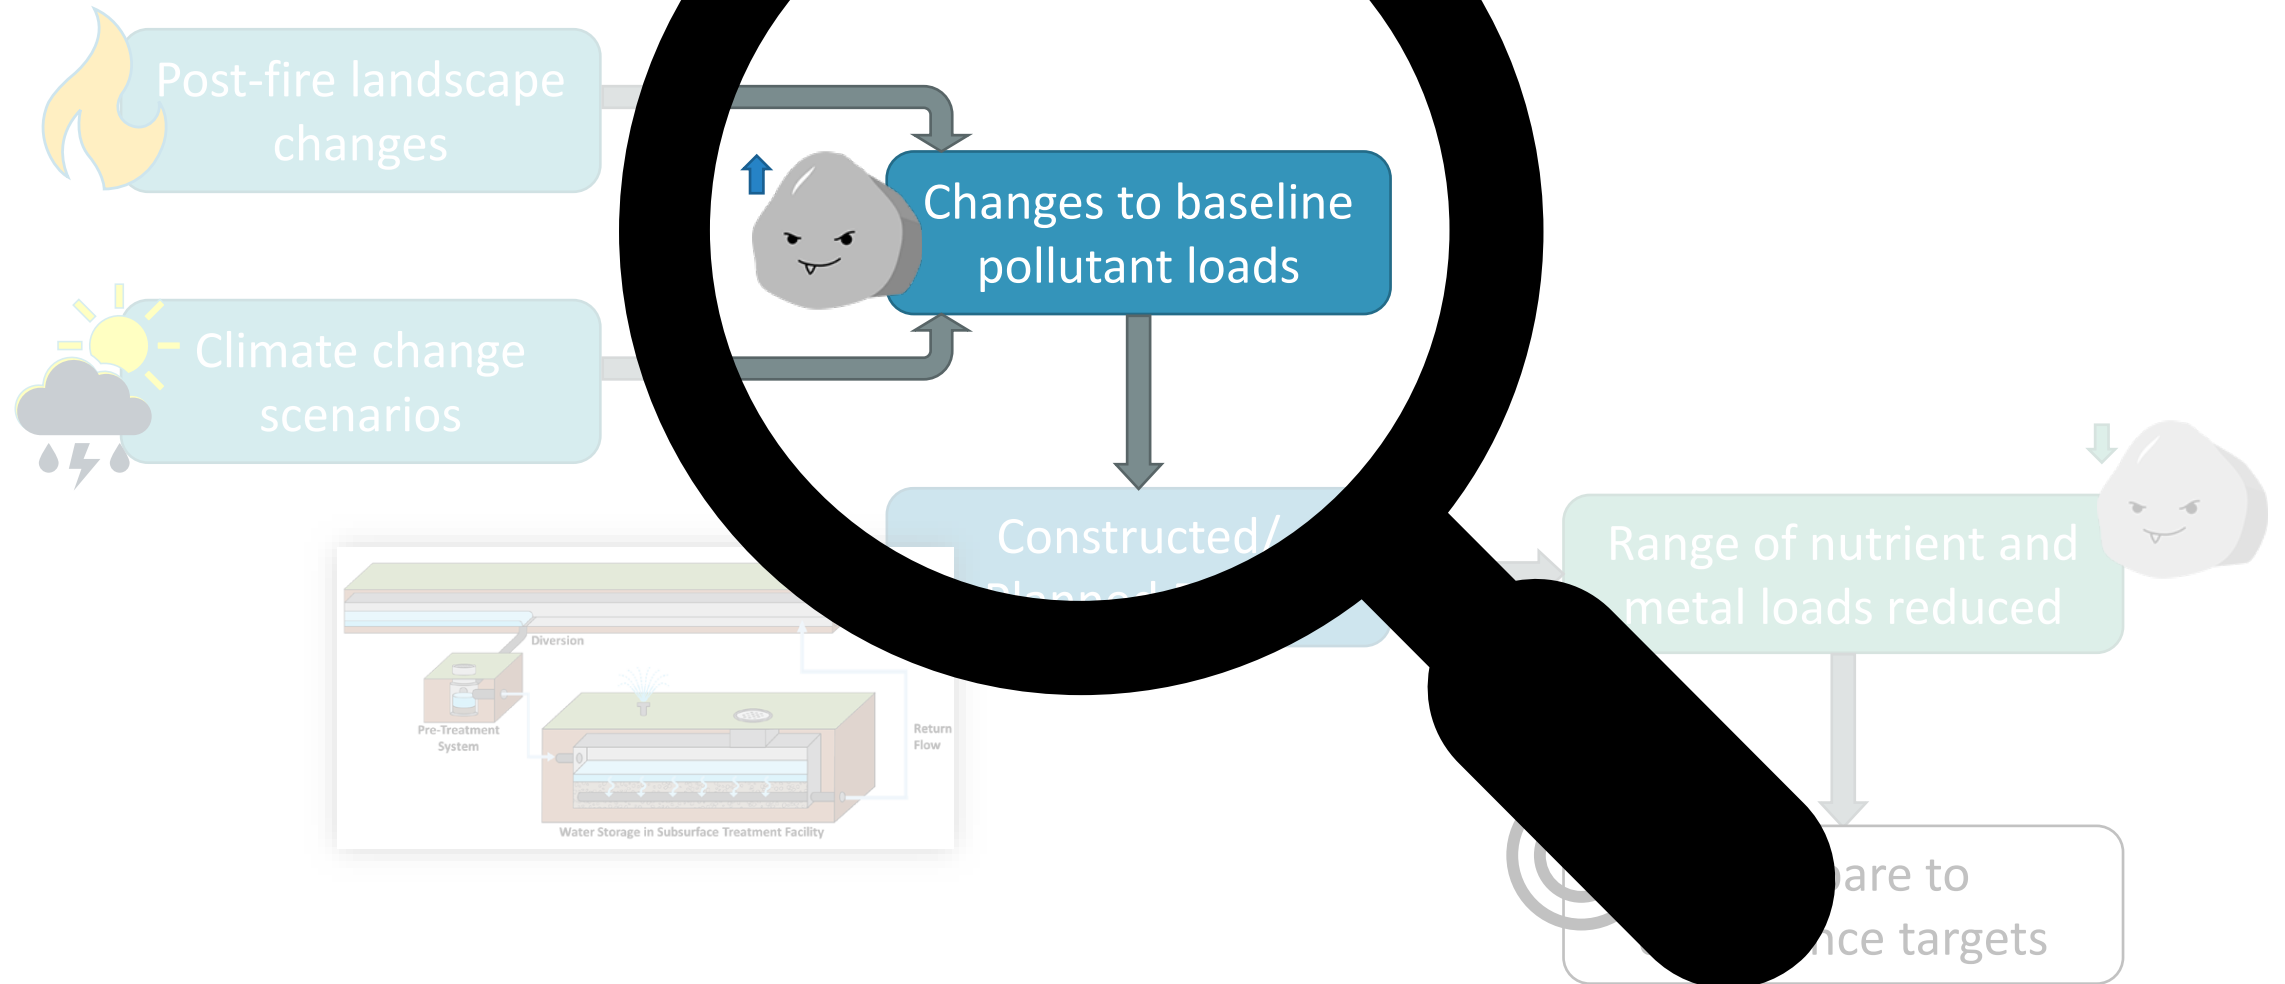 Post-fire landscape
changes
Changes to baseline
pollutant loads
Climate change
scenarios
Constructed/
Range of nutrient and
metal loads reduced
Diversion
Pre-Treatment
System
Return
Flow
Water Storage in Subsurface Treatment Facility
to
targets